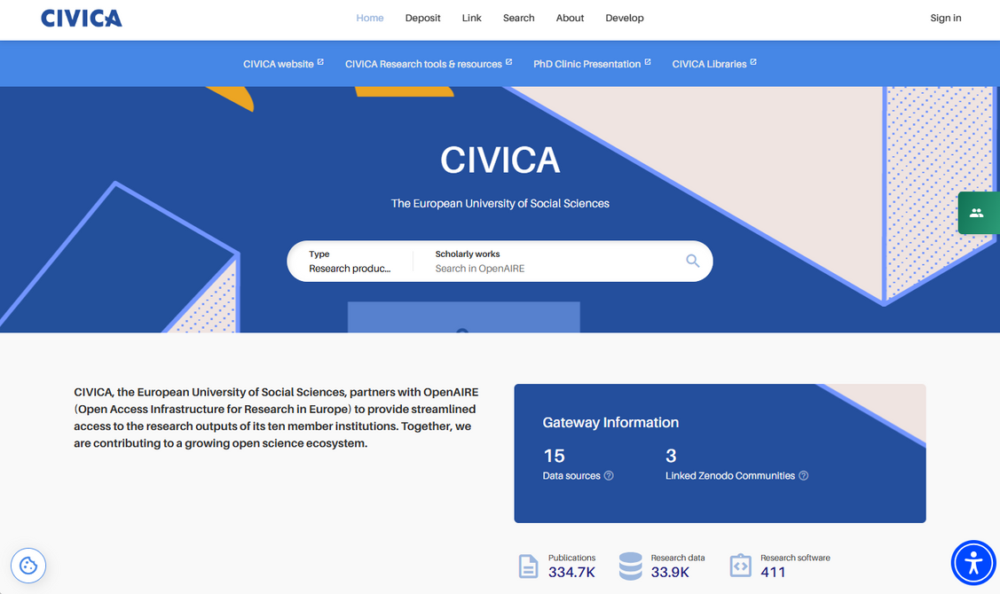 CIVICA
Home Deposit Link Search About Develop Sign in
CIVICA website CIVICA Research tools & resources PhD Clinic Presentation CIVICA Libraries
CIVICA
The European University of Social Sciences
Type Scholarly works
Research produc... Search in OpenAIRE
CIVICA, the European University of Social Sciences, partners with OpenAIRE
(Open Access Infrastructure for Research in Europe) to provide streamlined
access to the research outputs of its ten member institutions. Together, we
are contributing to a growing open science ecosystem.
Gateway Information
15 3
Data sources Linked Zenodo Communities
Publications Research data Research software
334.7K 33.9K 411